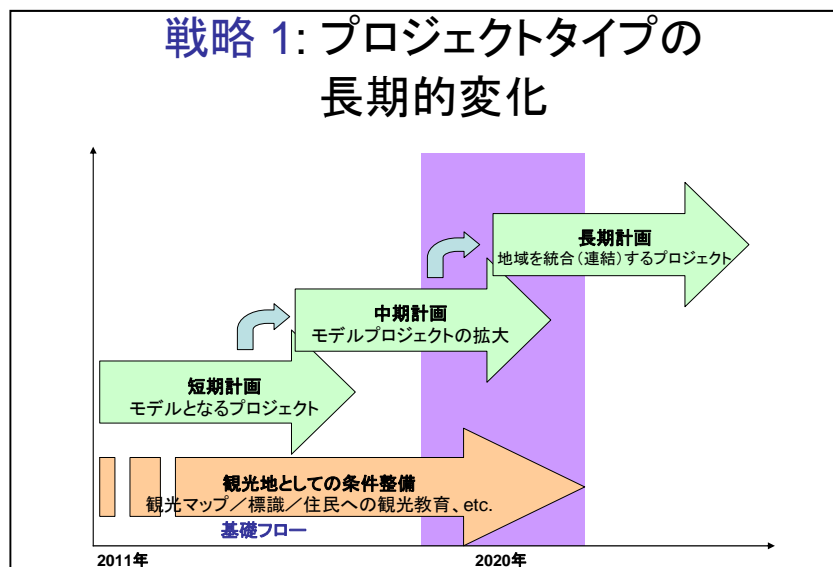 戦略 1: プロジェクトタイプの
長期的変化
長期計画
地域を統合（連結）するプロジェクト
中期計画
モデルプロジェクトの拡大
短期計画
モデルとなるプロジェクト
観光地としての条件整備
観光マップ／標識／住民への観光教育、etc.
基礎フロー
2011年
2020年